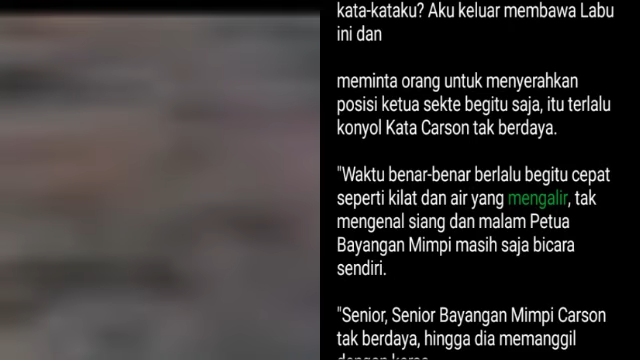 kata-kataku? Aku keluar membawa Labu
ini dan
meminta orang untuk menyerahkan
posisi ketua sekte begitu saja, itu terlalu
konyol Kata Carson tak berdaya.
"Waktu benar-benar berlalu begitu cepat
seperti kilat dan air yang mengalir, tak
mengenal siang dan malam Petua
Bayangan Mimpi masih saja bicara
sendiri.
"Senior, Senior Bayangan Mimpi Carson
tak berdaya, hingga dia memanggil
dengan keras